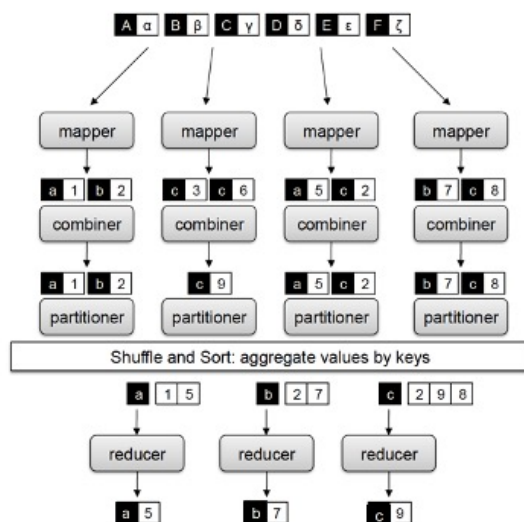 A α B β C γ D δ E ε F ζ
mapper mapper mapper mapper
a 1 b 2 c 3 c 6 a 5 c 2 b 7 c 8
combiner combiner combiner combiner
a 1 b 2 c 9 a 5 c 2 b 7 c 8
partitioner partitioner partitioner partitioner
Shuffle and Sort: aggregate values by keys
a 1 5 b 2 7 c 2 9 8
reducer reducer reducer
a 5 b 7 c 9